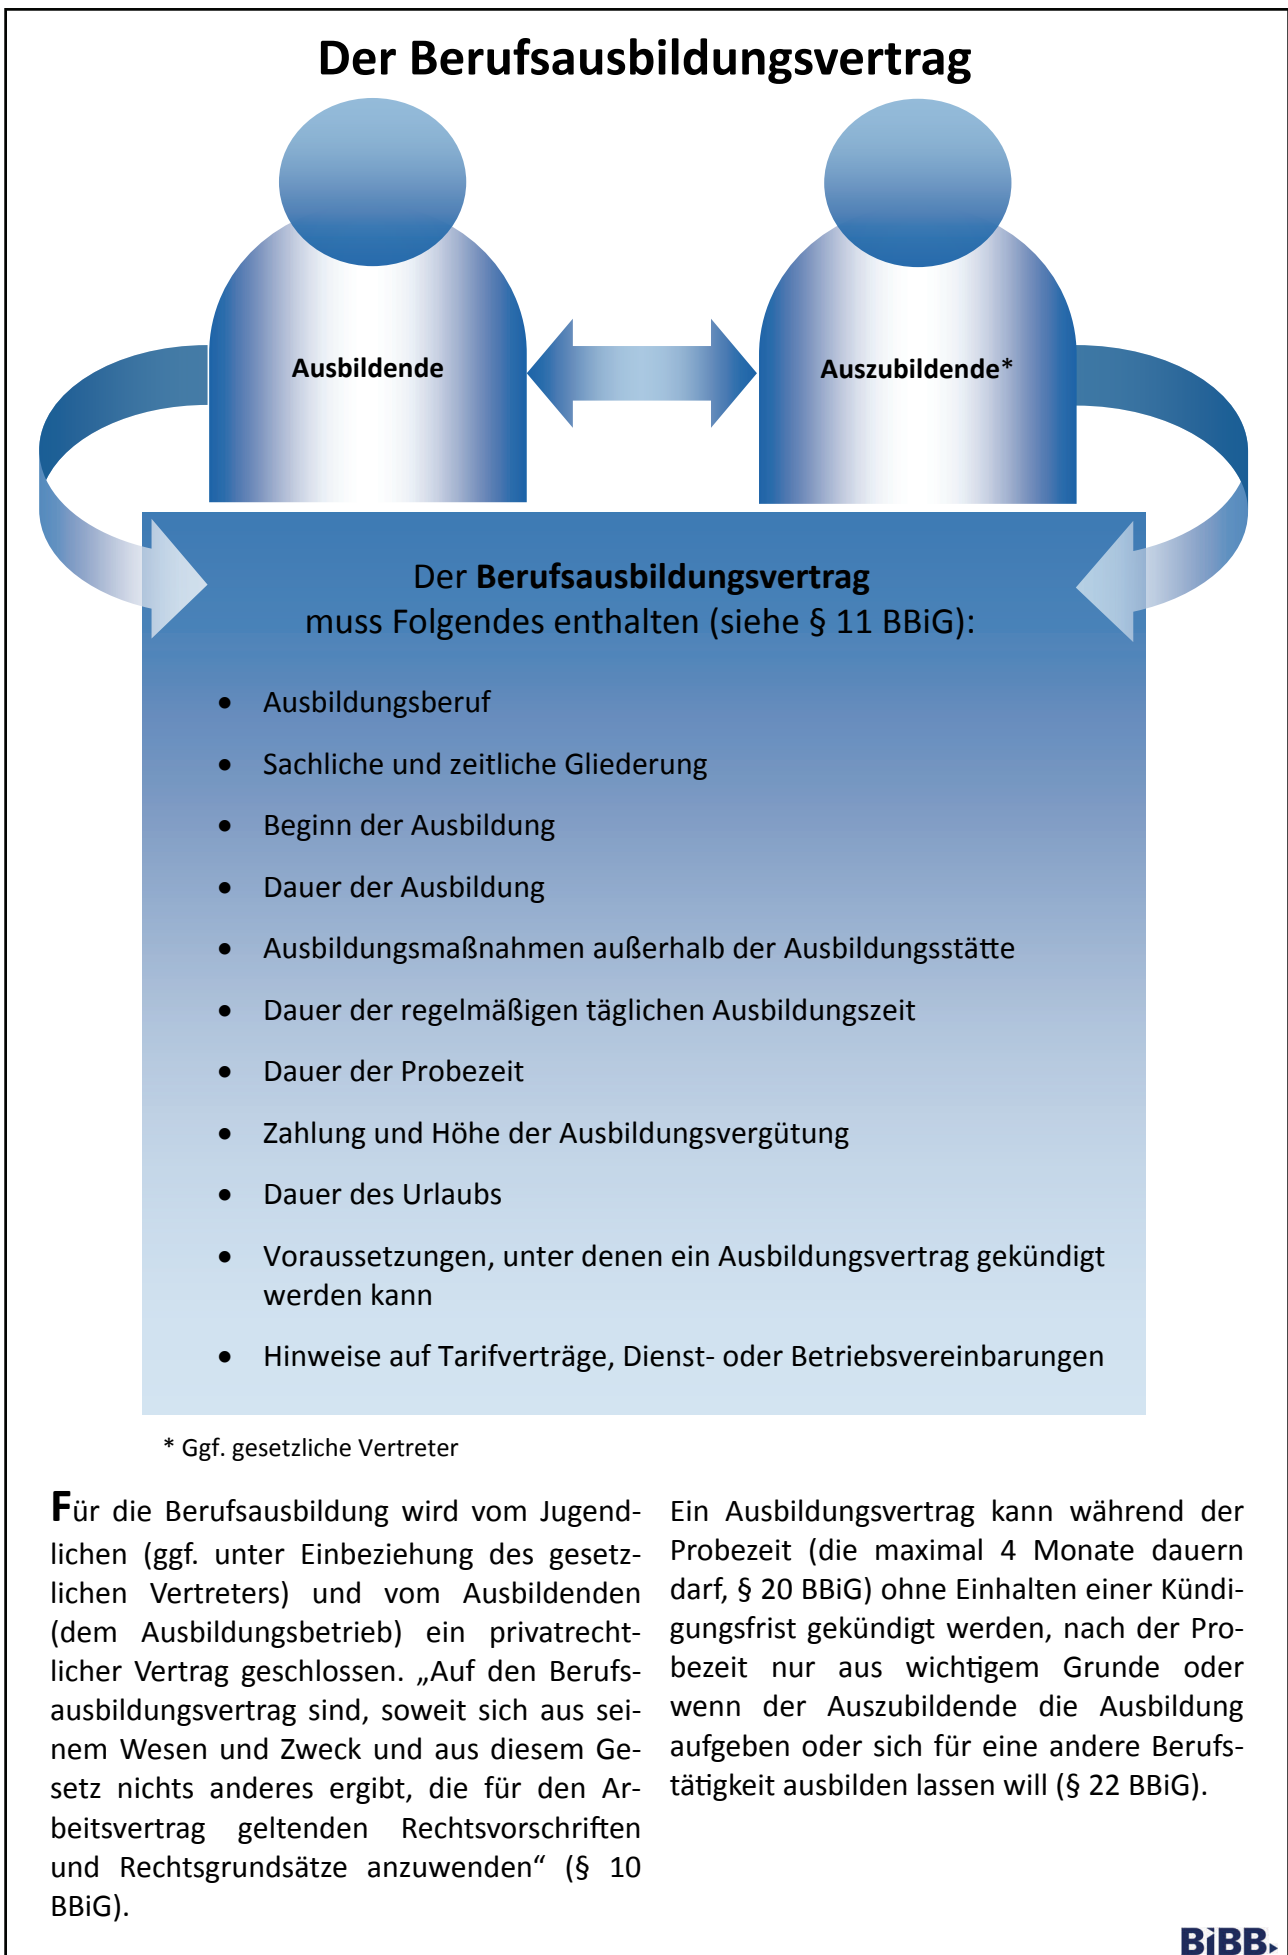 Der Berufsausbildungsvertrag
Ausbildende
Auszubildende*
Der Berufsausbildungsvertrag
muss Folgendes enthalten (siehe § 11 BBiG):
• Ausbildungsberuf
• Sachliche und zeitliche Gliederung
• Beginn der Ausbildung
• Dauer der Ausbildung
• Ausbildungsmaßnahmen außerhalb der Ausbildungsstätte
• Dauer der regelmäßigen täglichen Ausbildungszeit
• Dauer der Probezeit
• Zahlung und Höhe der Ausbildungsvergütung
• Dauer des Urlaubs
• Voraussetzungen, unter denen ein Ausbildungsvertrag gekündigt
werden kann
• Hinweise auf Tarifverträge, Dienst- oder Betriebsvereinbarungen
* Ggf. gesetzliche Vertreter
Für die Berufsausbildung wird vom Jugend-
lichen (ggf. unter Einbeziehung des gesetz-
lichen Vertreters) und vom Ausbildenden
(dem Ausbildungsbetrieb) ein privatrecht-
licher Vertrag geschlossen. „Auf den Berufs-
ausbildungsvertrag sind, soweit sich aus sei-
nem Wesen und Zweck und aus diesem Ge-
setz nichts anderes ergibt, die für den Ar-
beitsvertrag geltenden Rechtsvorschriften
und Rechtsgrundsätze anzuwenden“ (§ 10
BBiG).
Ein Ausbildungsvertrag kann während der
Probezeit (die maximal 4 Monate dauern
darf, § 20 BBiG) ohne Einhalten einer Kündi-
gungsfrist gekündigt werden, nach der Pro-
bezeit nur aus wichtigem Grunde oder
wenn der Auszubildende die Ausbildung
aufgeben oder sich für eine andere Berufs-
tätigkeit ausbilden lassen will (§ 22 BBiG).
BiBB